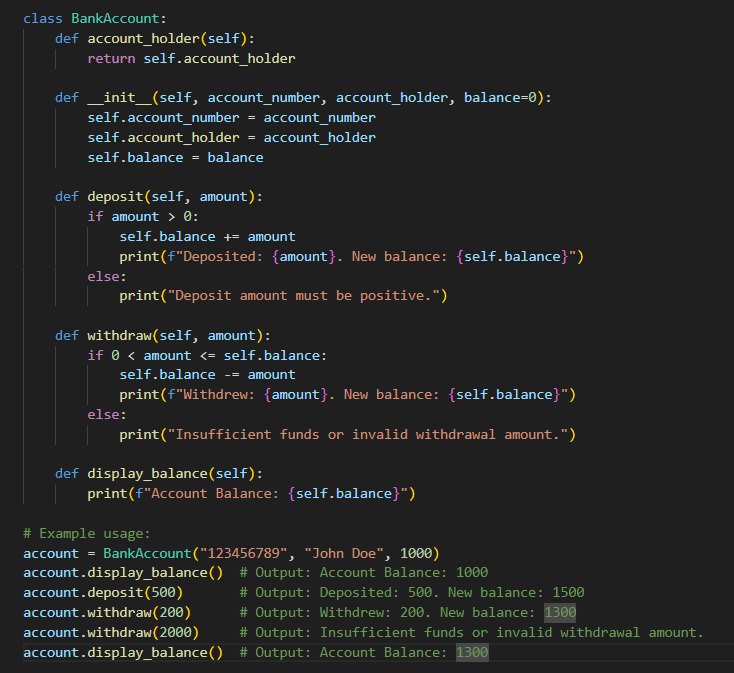 class BankAccount:
    def account_holder(self):
        return self.account_holder

    def __init__(self, account_number, account_holder, balance=0):
        self.account_number = account_number
        self.account_holder = account_holder
        self.balance = balance

    def deposit(self, amount):
        if amount > 0:
            self.balance += amount
            print(f"Deposited: {amount}. New balance: {self.balance}")
        else:
            print("Deposit amount must be positive.")

    def withdraw(self, amount):
        if 0 < amount <= self.balance:
            self.balance -= amount
            print(f"Withdrew: {amount}. New balance: {self.balance}")
        else:
            print("Insufficient funds or invalid withdrawal amount.")

    def display_balance(self):
        print(f"Account Balance: {self.balance}")

# Example usage:
account = BankAccount("123456789", "John Doe", 1000)
account.display_balance()  # Output: Account Balance: 1000
account.deposit(500)       # Output: Deposited: 500. New balance: 1500
account.withdraw(200)      # Output: Withdrew: 200. New balance: 1300
account.withdraw(2000)     # Output: Insufficient funds or invalid withdrawal amount.
account.display_balance()  # Output: Account Balance: 1300